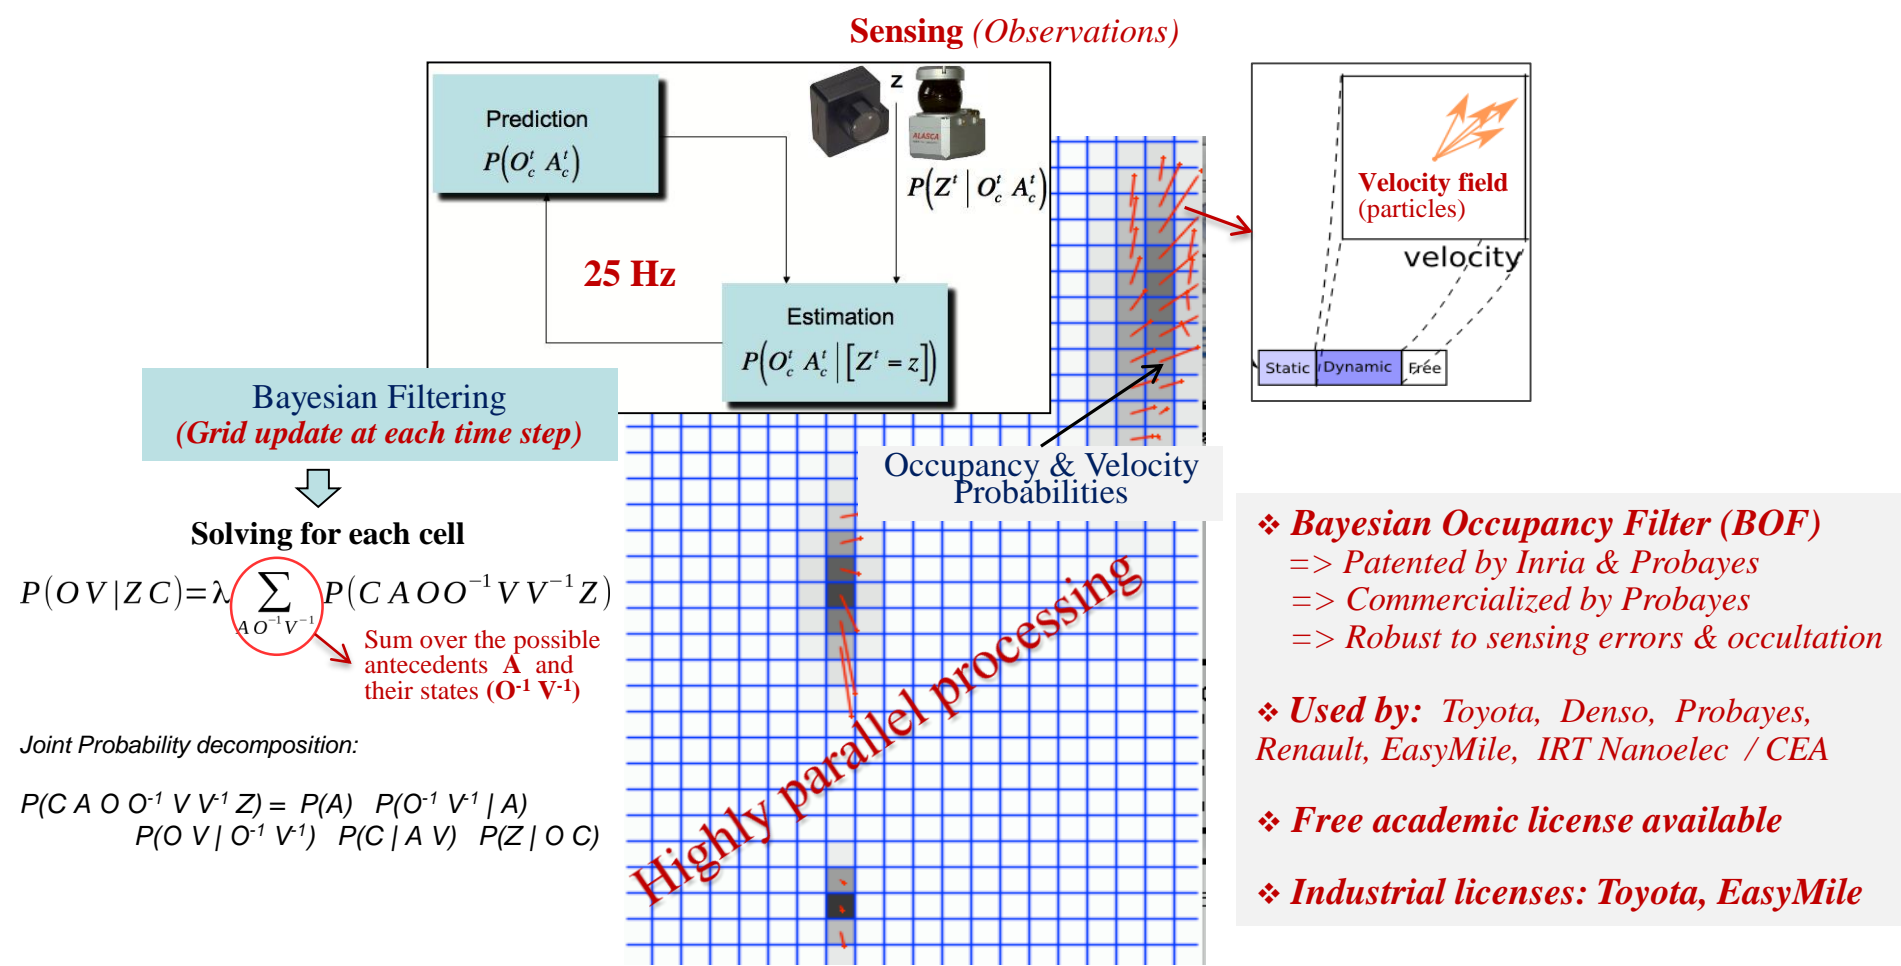 Sensing (Observations)
Prediction
P(O_c^t A_c^t)
Z
ALASCA
P(Z^t | O_c^t A_c^t)
25 Hz
Estimation
P(O_c^t A_c^t | [Z^t = z])
Velocity field
(particles)
velocity
Static
Dynamic
Free
Bayesian Filtering
(Grid update at each time step)
Solving for each cell
P(O V | Z C) = λ ∑ P(C A O O⁻¹ V V⁻¹ Z)
A O⁻¹ V⁻¹
Sum over the possible
antecedents A and
their states (O⁻¹ V⁻¹)
Joint Probability decomposition:
P(C A O O⁻¹ V V⁻¹ Z) = P(A) P(O⁻¹ V⁻¹ | A)
P(O V | O⁻¹ V⁻¹) P(C | A V) P(Z | O C)
Occupancy & Velocity
Probabilities
Highly parallel processing
❖ Bayesian Occupancy Filter (BOF)
=> Patented by Inria & Probayes
=> Commercialized by Probayes
=> Robust to sensing errors & occultation
❖ Used by: Toyota, Denso, Probayes,
Renault, EasyMile, IRT Nanoelec / CEA
❖ Free academic license available
❖ Industrial licenses: Toyota, EasyMile